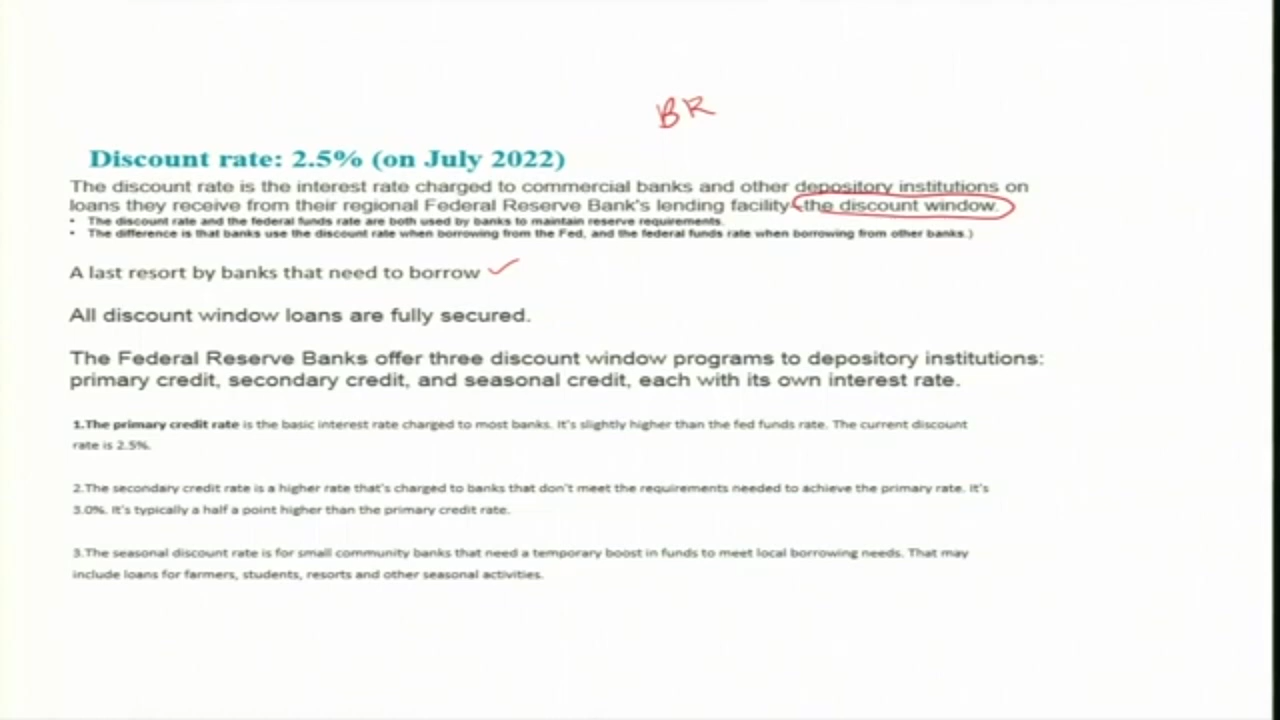 BR
Discount rate: 2.5% (on July 2022)
The discount rate is the interest rate charged to commercial banks and other depository institutions on
loans they receive from their regional Federal Reserve Bank's lending facility-the discount window.
• The discount rate and the federal funds rate are both used by banks to maintain reserve requirements.
• The difference is that banks use the discount rate when borrowing from the Fed, and the federal funds rate when borrowing from other banks.)
A last resort by banks that need to borrow ✓
All discount window loans are fully secured.
The Federal Reserve Banks offer three discount window programs to depository institutions:
primary credit, secondary credit, and seasonal credit, each with its own interest rate.
1.The primary credit rate is the basic interest rate charged to most banks. It's slightly higher than the fed funds rate. The current discount
rate is 2.5%.
2.The secondary credit rate is a higher rate that's charged to banks that don't meet the requirements needed to achieve the primary rate. It's
3.0%. It's typically a half a point higher than the primary credit rate.
3.The seasonal discount rate is for small community banks that need a temporary boost in funds to meet local borrowing needs. That may
include loans for farmers, students, resorts and other seasonal activities.